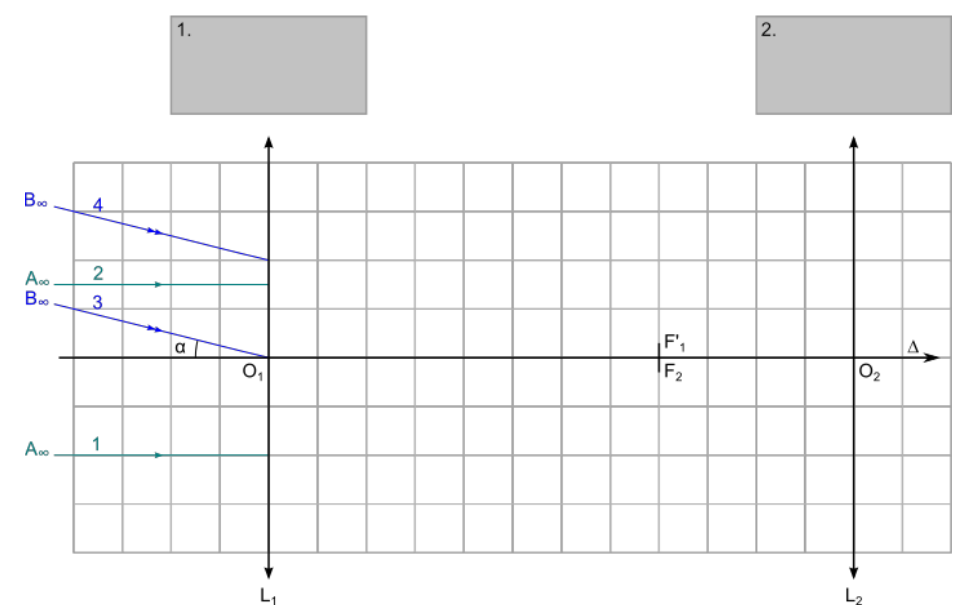 1.
2.
B∞
4
A∞
2
B∞
3
α
F'₁
Δ
O₁
F₂
O₂
A∞
1
L₁
L₂